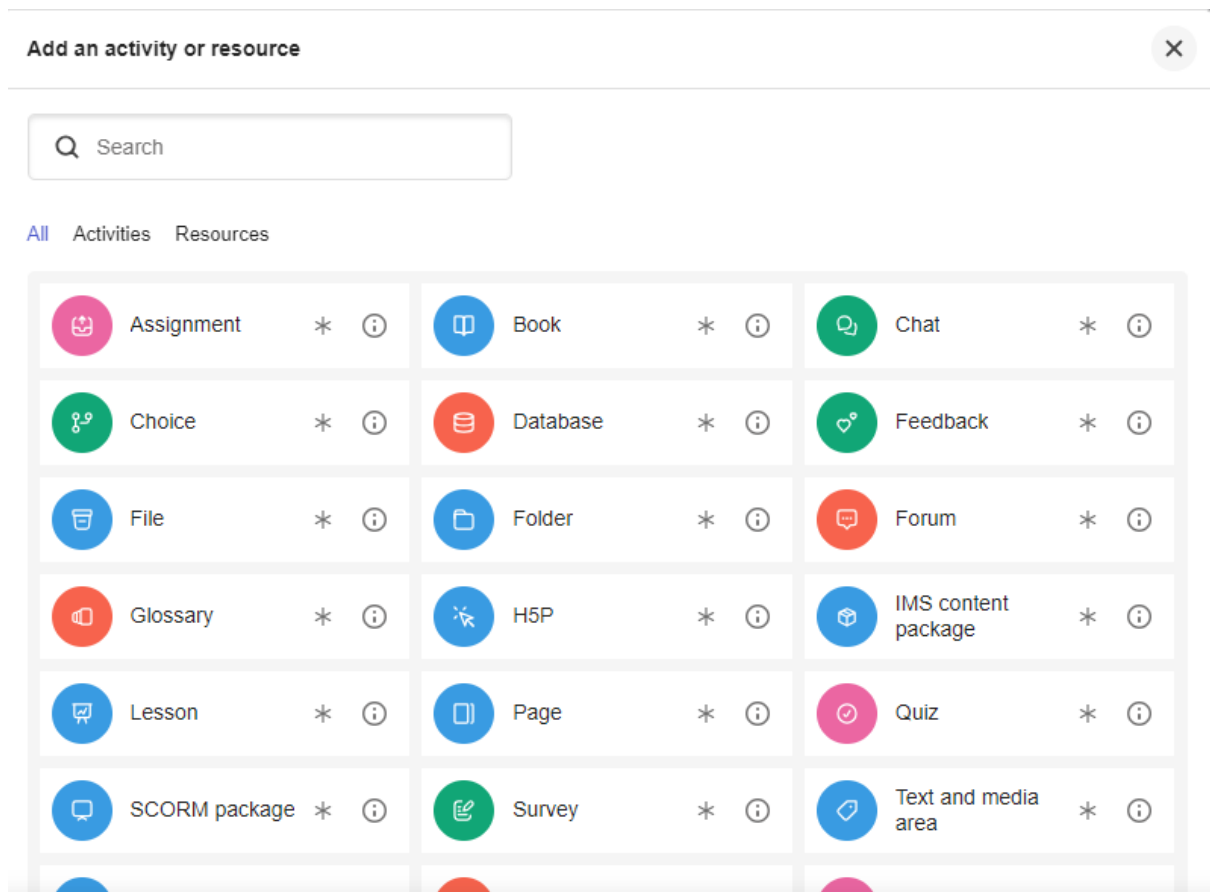 Add an activity or resource
Search
All Activities Resources
Assignment
Book
Chat
Choice
Database
Feedback
File
Folder
Forum
Glossary
H5P
IMS content
package
Lesson
Page
Quiz
SCORM package
Survey
Text and media
area